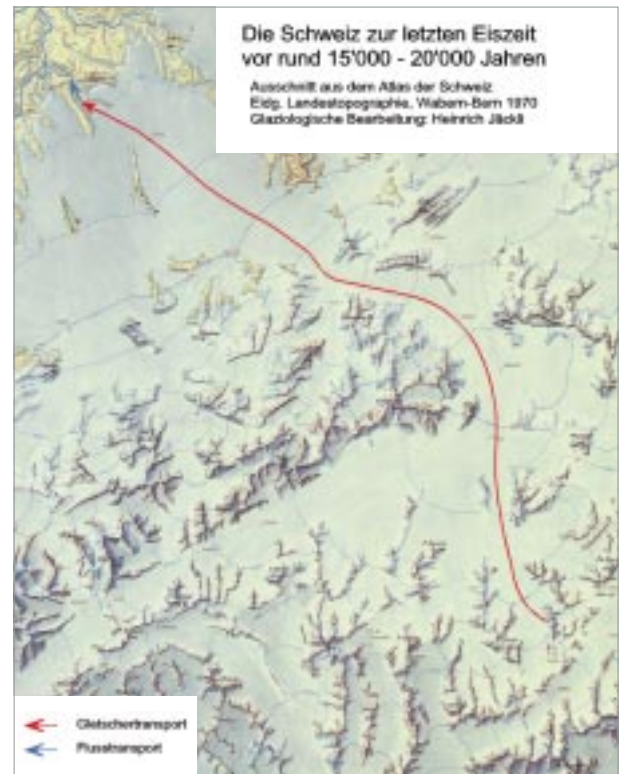 Die Schweiz zur letzten Eiszeit
vor rund 15'000 - 20'000 Jahren
Ausschnitt aus dem Atlas der Schweiz
Eidg. Landestopographie, Wabern-Bern 1970
Glaziologische Bearbeitung: Heinrich Jäckli
Gletschertransport
Flusstransport